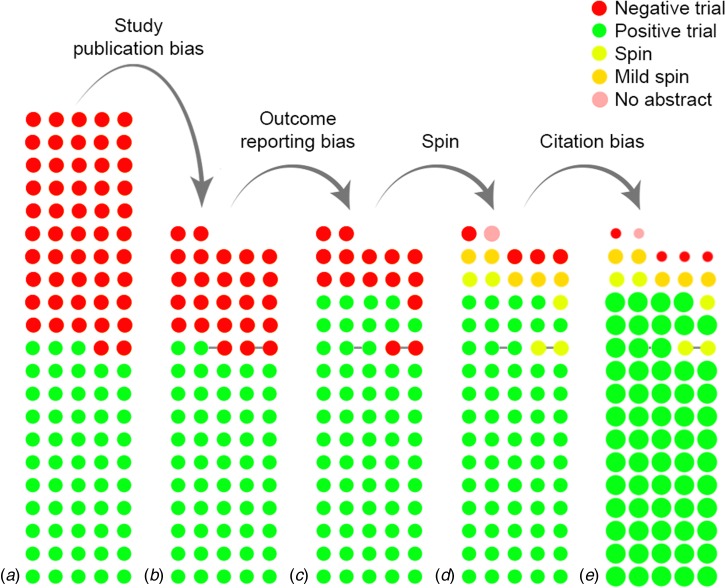 Study
publication bias
Outcome
reporting bias
Spin
Citation bias
Negative trial
Positive trial
Spin
Mild spin
No abstract
(a)
(b)
(c)
(d)
(e)